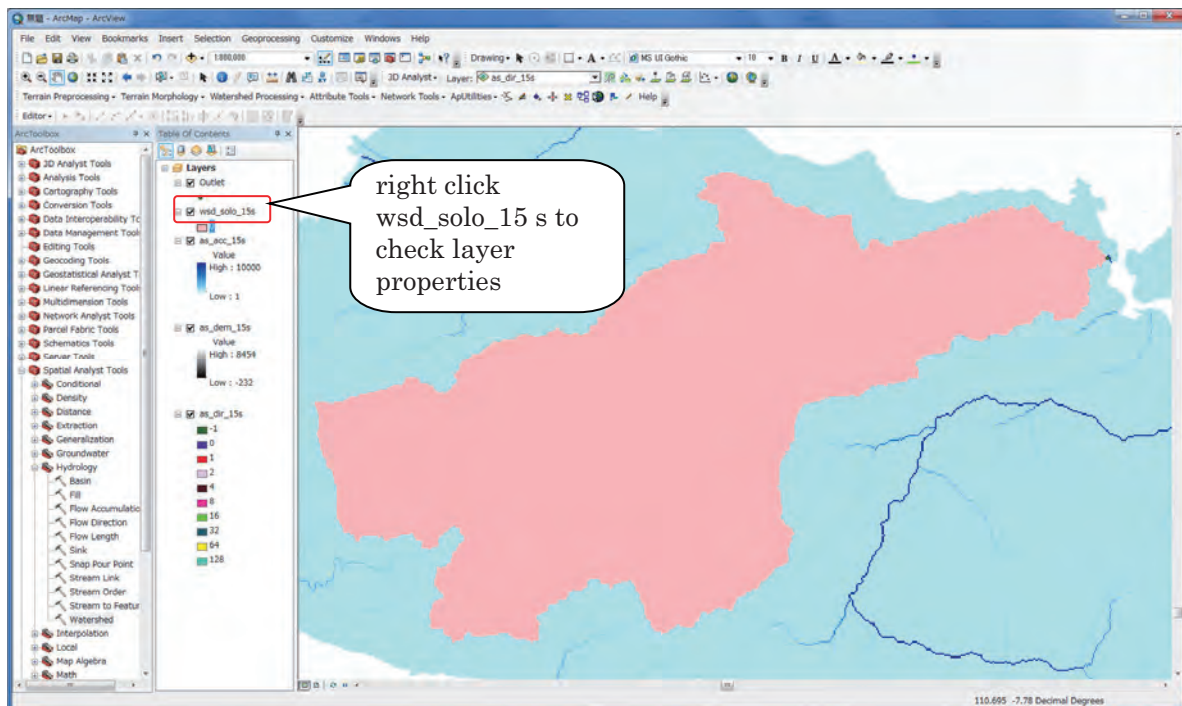 無題 - ArcMap - ArcView
File Edit View Bookmarks Insert Selection Geoprocessing Customize Windows Help
1:800,000 Drawing A MS UI Gothic 10 B I U A
3D Analyst Layer: as_dir_15s
Terrain Preprocessing Terrain Morphology Watershed Processing Attribute Tools Network Tools ApUtilities Help
Editor
ArcToolbox
ArcToolbox
3D Analyst Tools
Analysis Tools
Cartography Tools
Conversion Tools
Data Interoperability Tc
Data Management Tool
Editing Tools
Geocoding Tools
Geostatistical Analyst T
Linear Referencing Tool
Multidimension Tools
Network Analyst Tools
Parcel Fabric Tools
Schematics Tools
Server Tools
Spatial Analyst Tools
Conditional
Density
Distance
Extraction
Generalization
Groundwater
Hydrology
Basin
Fill
Flow Accumulatio
Flow Direction
Flow Length
Sink
Snap Pour Point
Stream Link
Stream Order
Stream to Featur
Watershed
Interpolation
Local
Map Algebra
Math
Table Of Contents
Layers
Outlet
wsd_solo_15s
as_acc_15s
Value
High : 10000
Low : 1
as_dem_15s
Value
High : 8454
Low : -232
as_dir_15s
-1
0
1
2
4
8
16
32
64
128
right click
wsd_solo_15 s to
check layer
properties
110.695 -7.78 Decimal Degrees